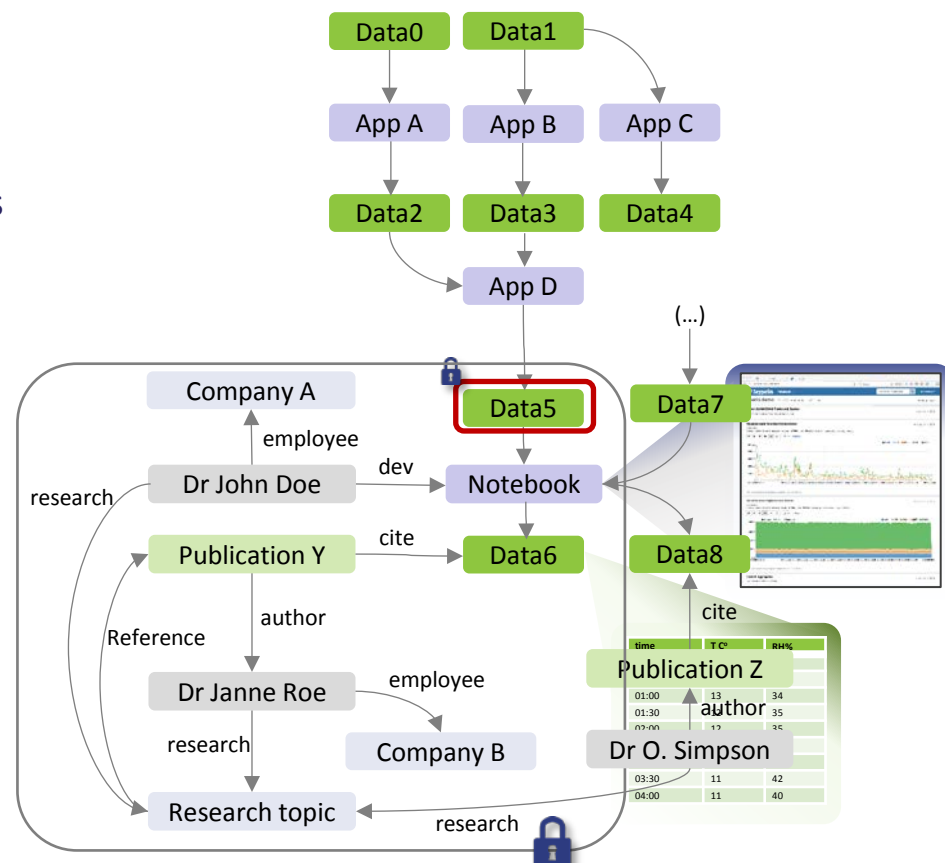 Data0 Data1
App A App B App C
s
Data2 Data3 Data4
App D
(...)
Company A
Data5 Data7
employee
dev
research Dr John Doe Notebook
cite
Publication Y Data6 Data8
author cite
Reference
time T Cº RH%
Publication Z
Dr Janne Roe employee
01:00 13 34
author
01:30 35
02:00 12 35
research
Company B Dr O. Simpson
03:30 11 42
04:00 11 40
Research topic
research